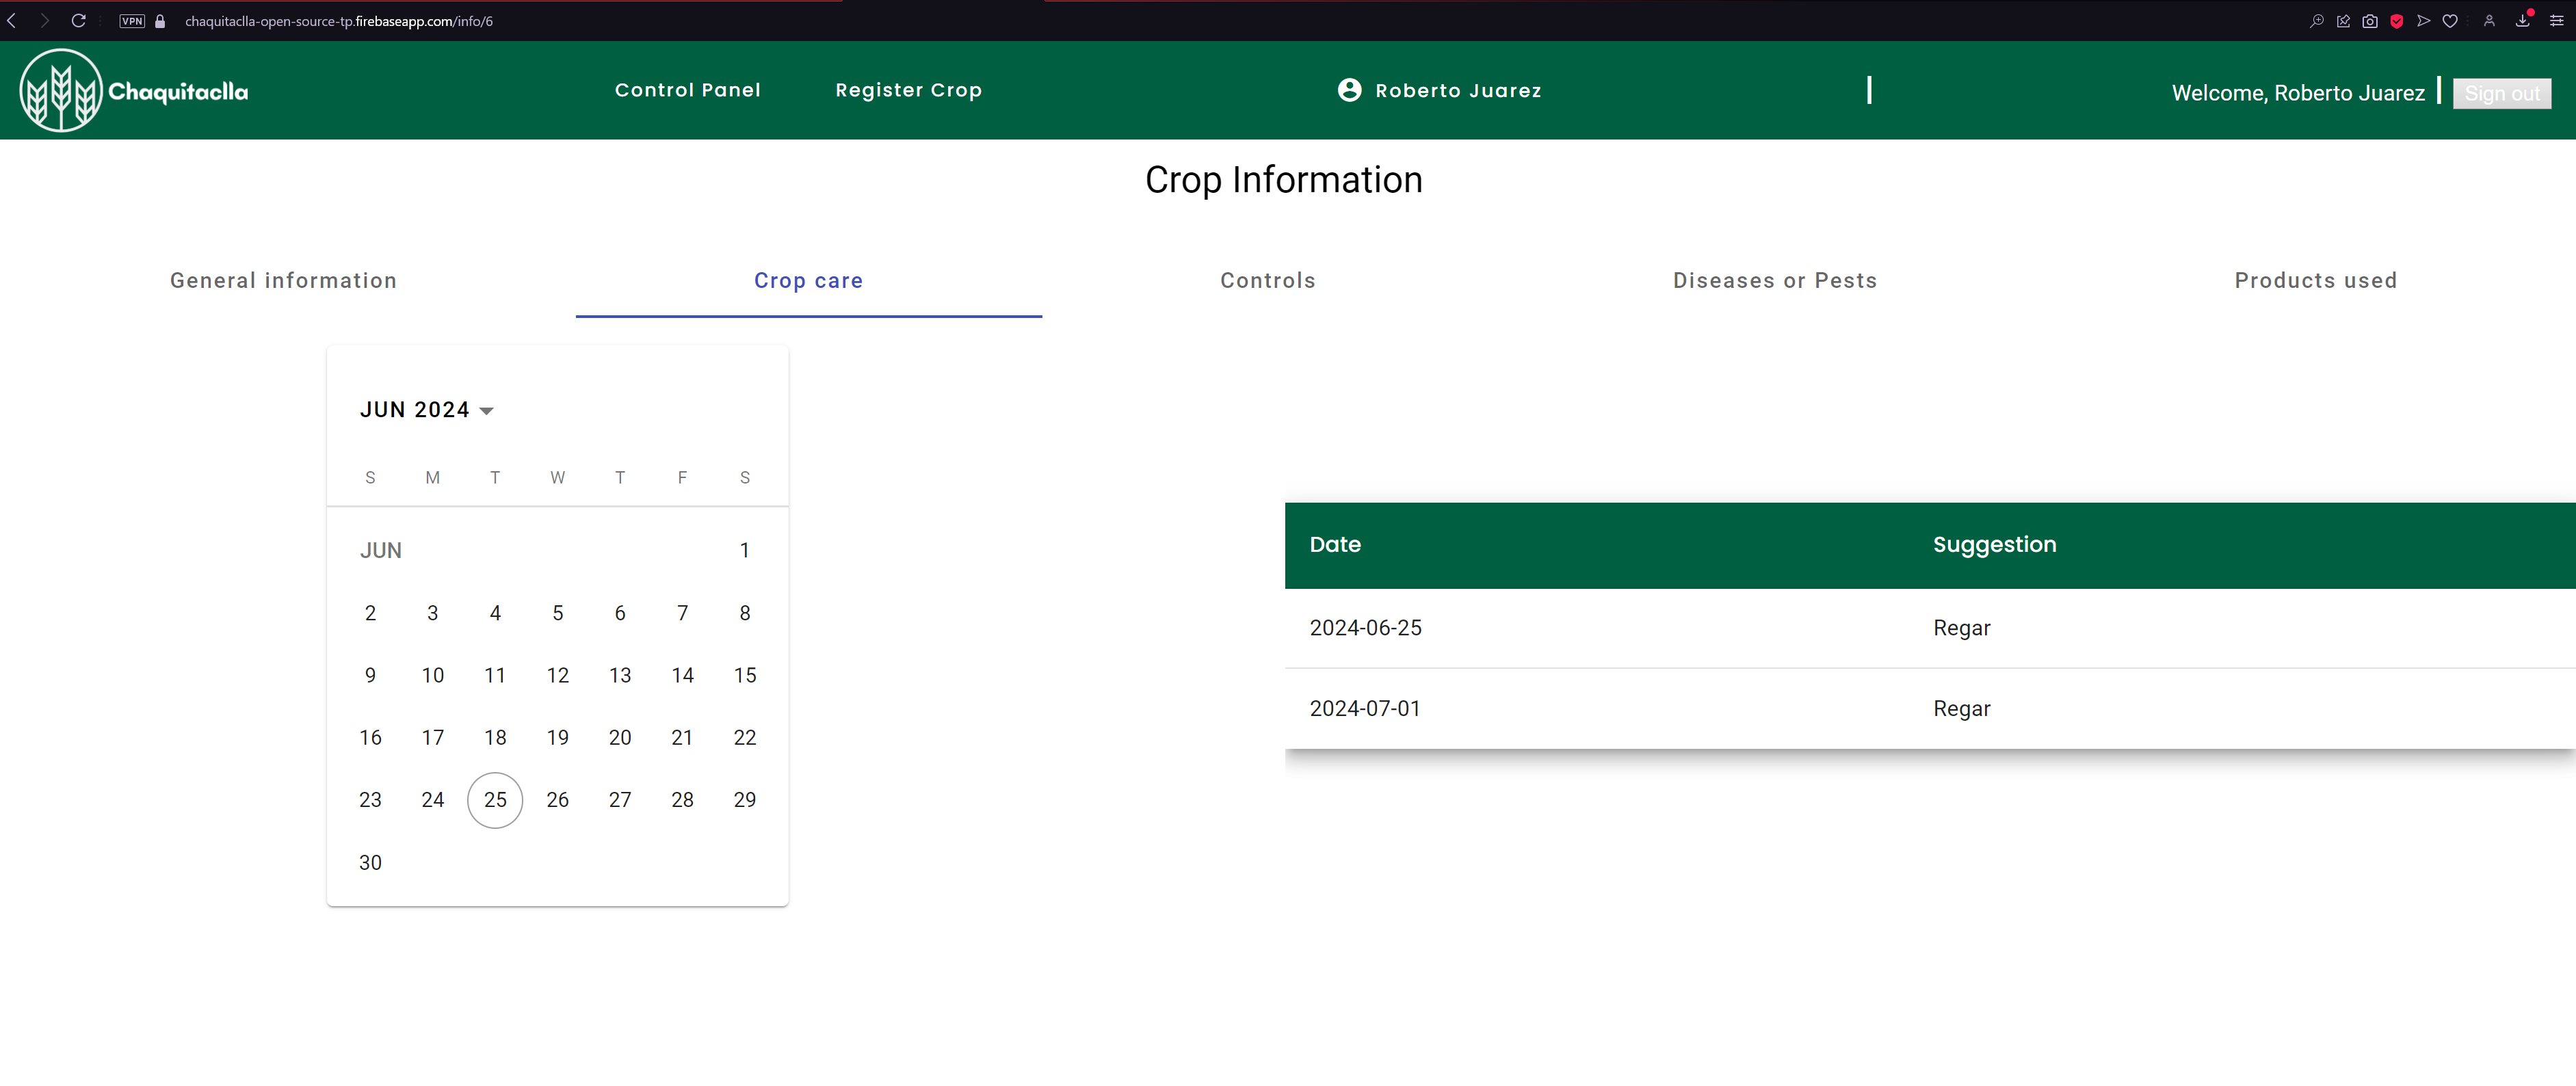 VPN chaquitaclla-open-source-tp.firebaseapp.com/info/6
Chaquitaclla Control Panel Register Crop Roberto Juarez Welcome, Roberto Juarez Sign out
Crop Information
General information Crop care Controls Diseases or Pests Products used
JUN 2024
S M T W T F S
JUN 1
2 3 4 5 6 7 8
9 10 11 12 13 14 15
16 17 18 19 20 21 22
23 24 25 26 27 28 29
30
Date Suggestion
2024-06-25 Regar
2024-07-01 Regar